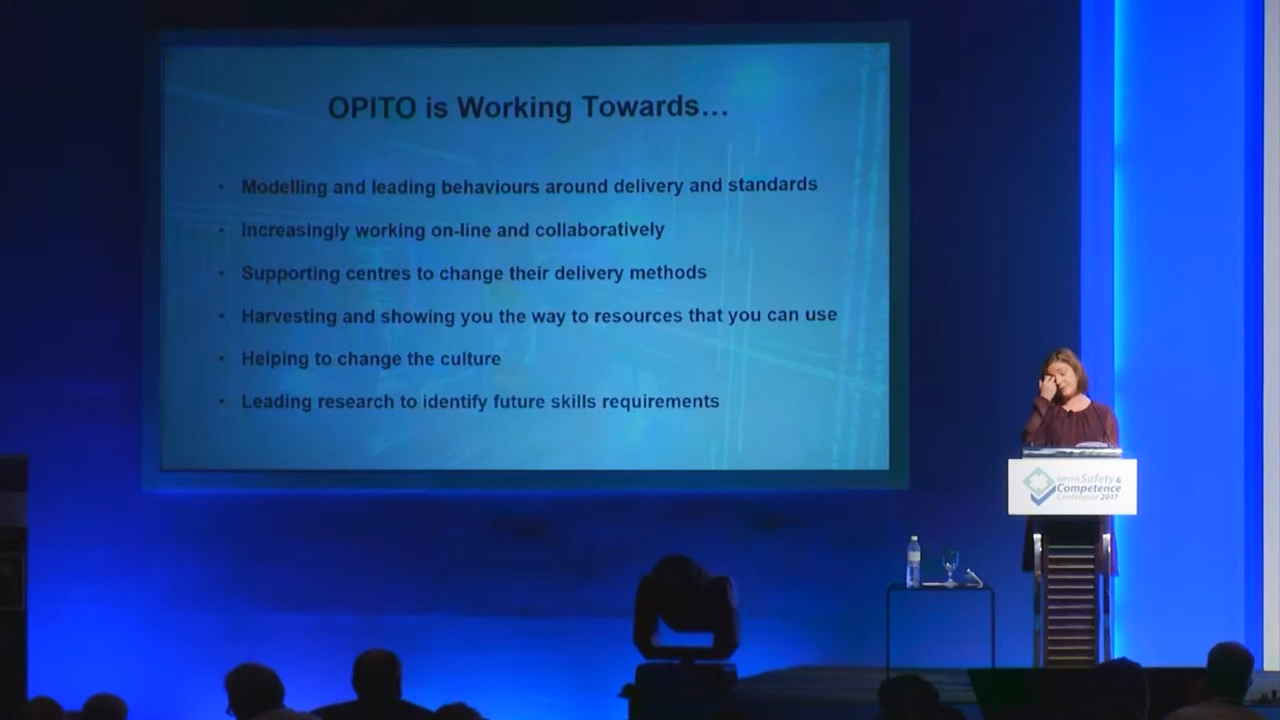 OPITO is Working Towards…
• Modelling and leading behaviours around delivery and standards
• Increasingly working on-line and collaboratively
• Supporting centres to change their delivery methods
• Harvesting and showing you the way to resources that you can use
• Helping to change the culture
• Leading research to identify future skills requirements
OPITO Safety &
Competence
Conference 2017